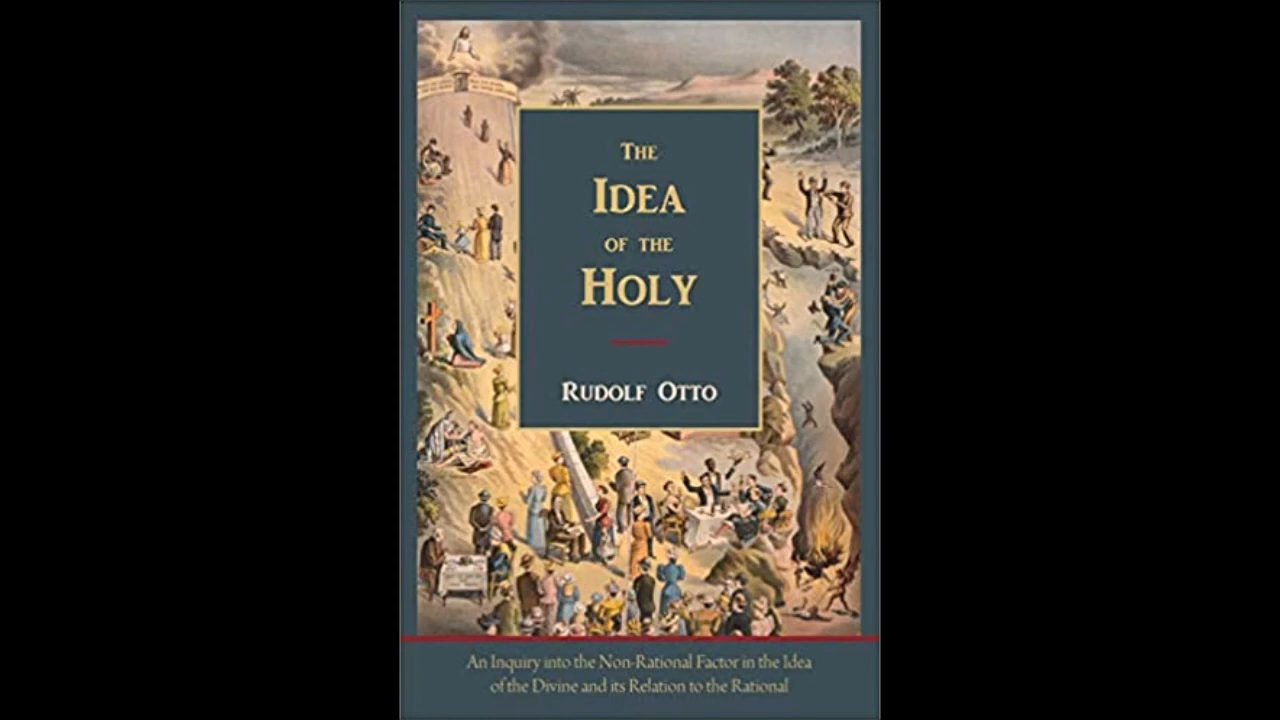 THE
IDEA
OF THE
HOLY
RUDOLF OTTO
An Inquiry into the Non-Rational Factor in the Idea
of the Divine and its Relation to the Rational